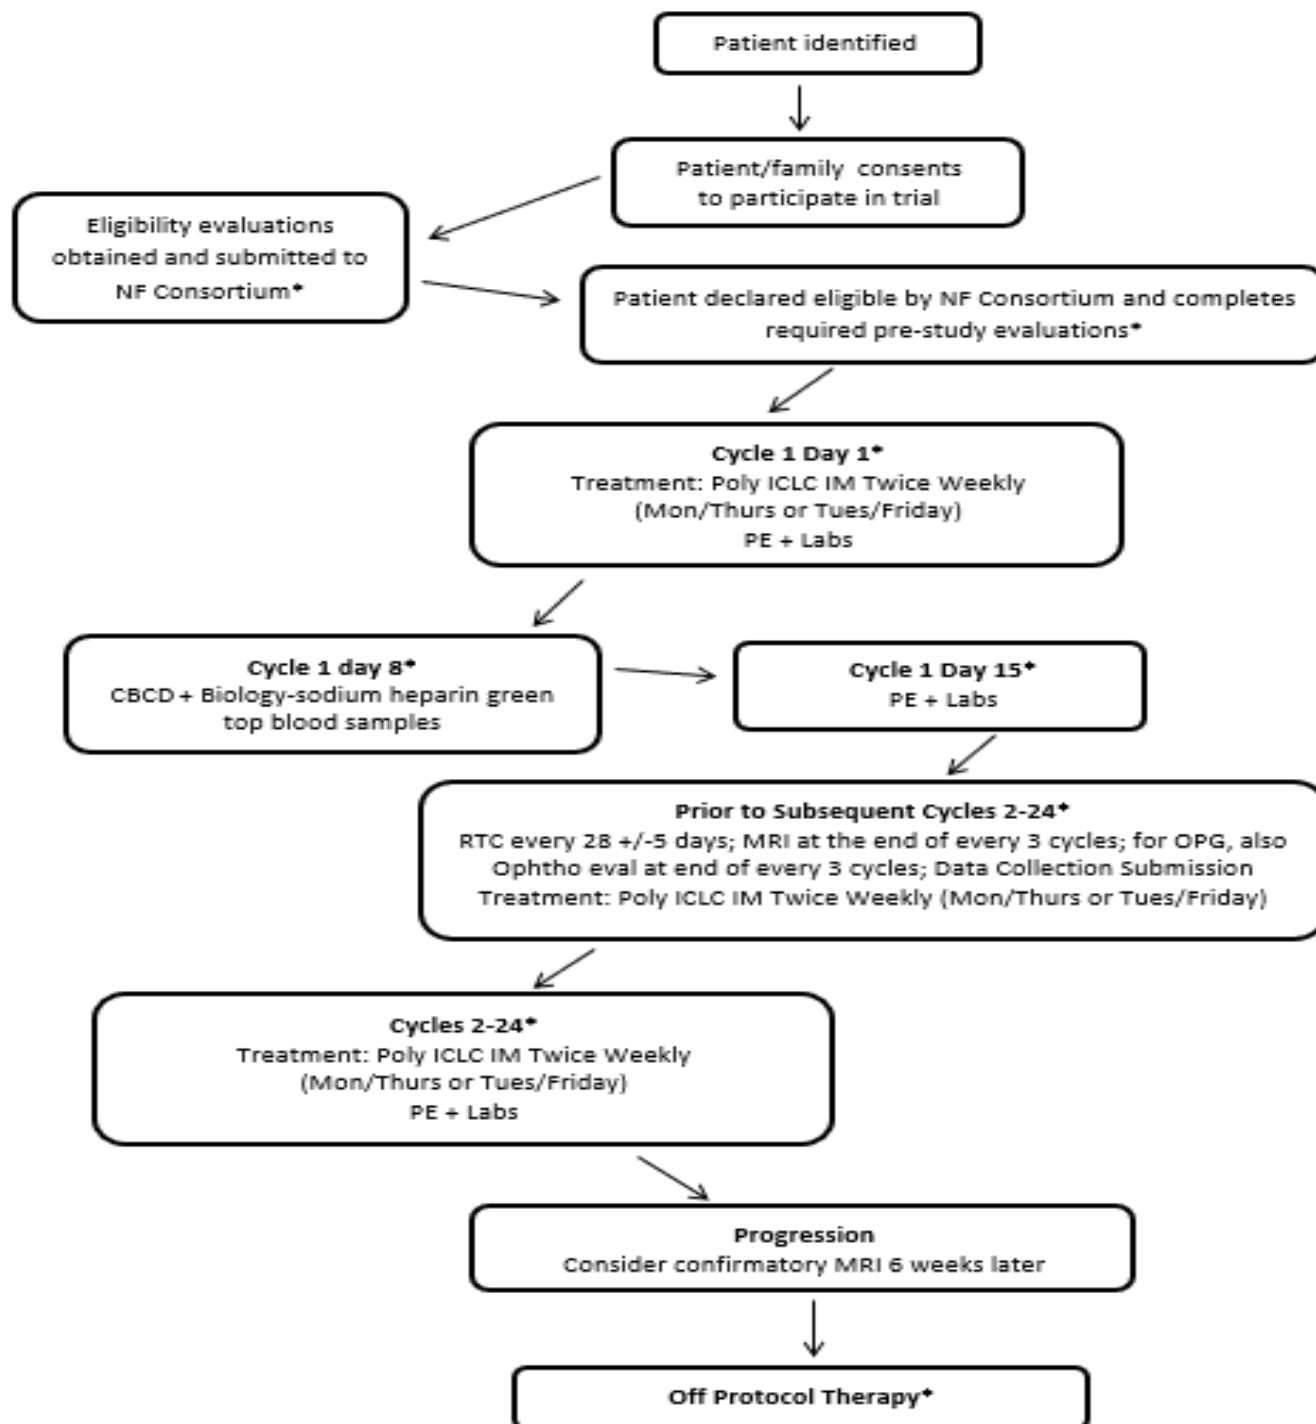 Patient identified
Patient/family consents
to participate in trial
Eligibility evaluations
obtained and submitted to
NF Consortium*
Patient declared eligible by NF Consortium and completes
required pre-study evaluations*
Cycle 1 Day 1*
Treatment: Poly ICLC IM Twice Weekly
(Mon/Thurs or Tues/Friday)
PE + Labs
Cycle 1 day 8*
CBCD + Biology-sodium heparin green
top blood samples
Cycle 1 Day 15*
PE + Labs
Prior to Subsequent Cycles 2-24*
RTC every 28 +/-5 days; MRI at the end of every 3 cycles; for OPG, also
Ophtho eval at end of every 3 cycles; Data Collection Submission
Treatment: Poly ICLC IM Twice Weekly (Mon/Thurs or Tues/Friday)
Cycles 2-24*
Treatment: Poly ICLC IM Twice Weekly
(Mon/Thurs or Tues/Friday)
PE + Labs
Progression
Consider confirmatory MRI 6 weeks later
Off Protocol Therapy*